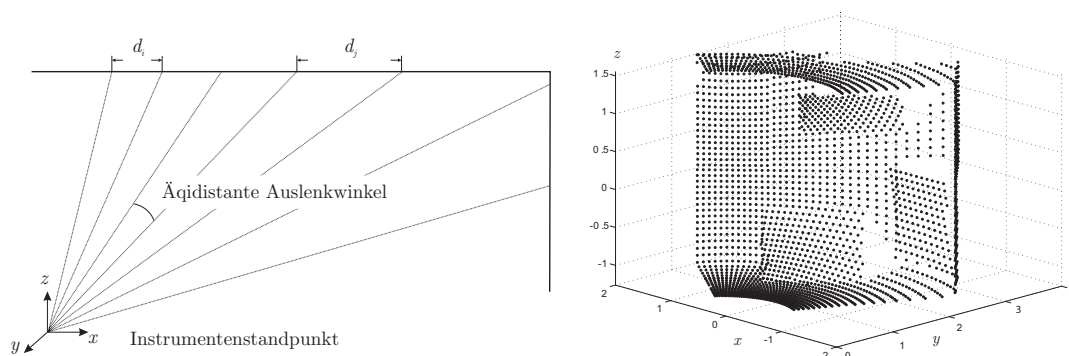 d_i
d_j
Äqidistante Auslenkwinkel
z
y
x
Instrumentenstandpunkt
z
1.5
1
0.5
0
-0.5
-1
2
1
0
-1
-2
x
0
1
2
3
y